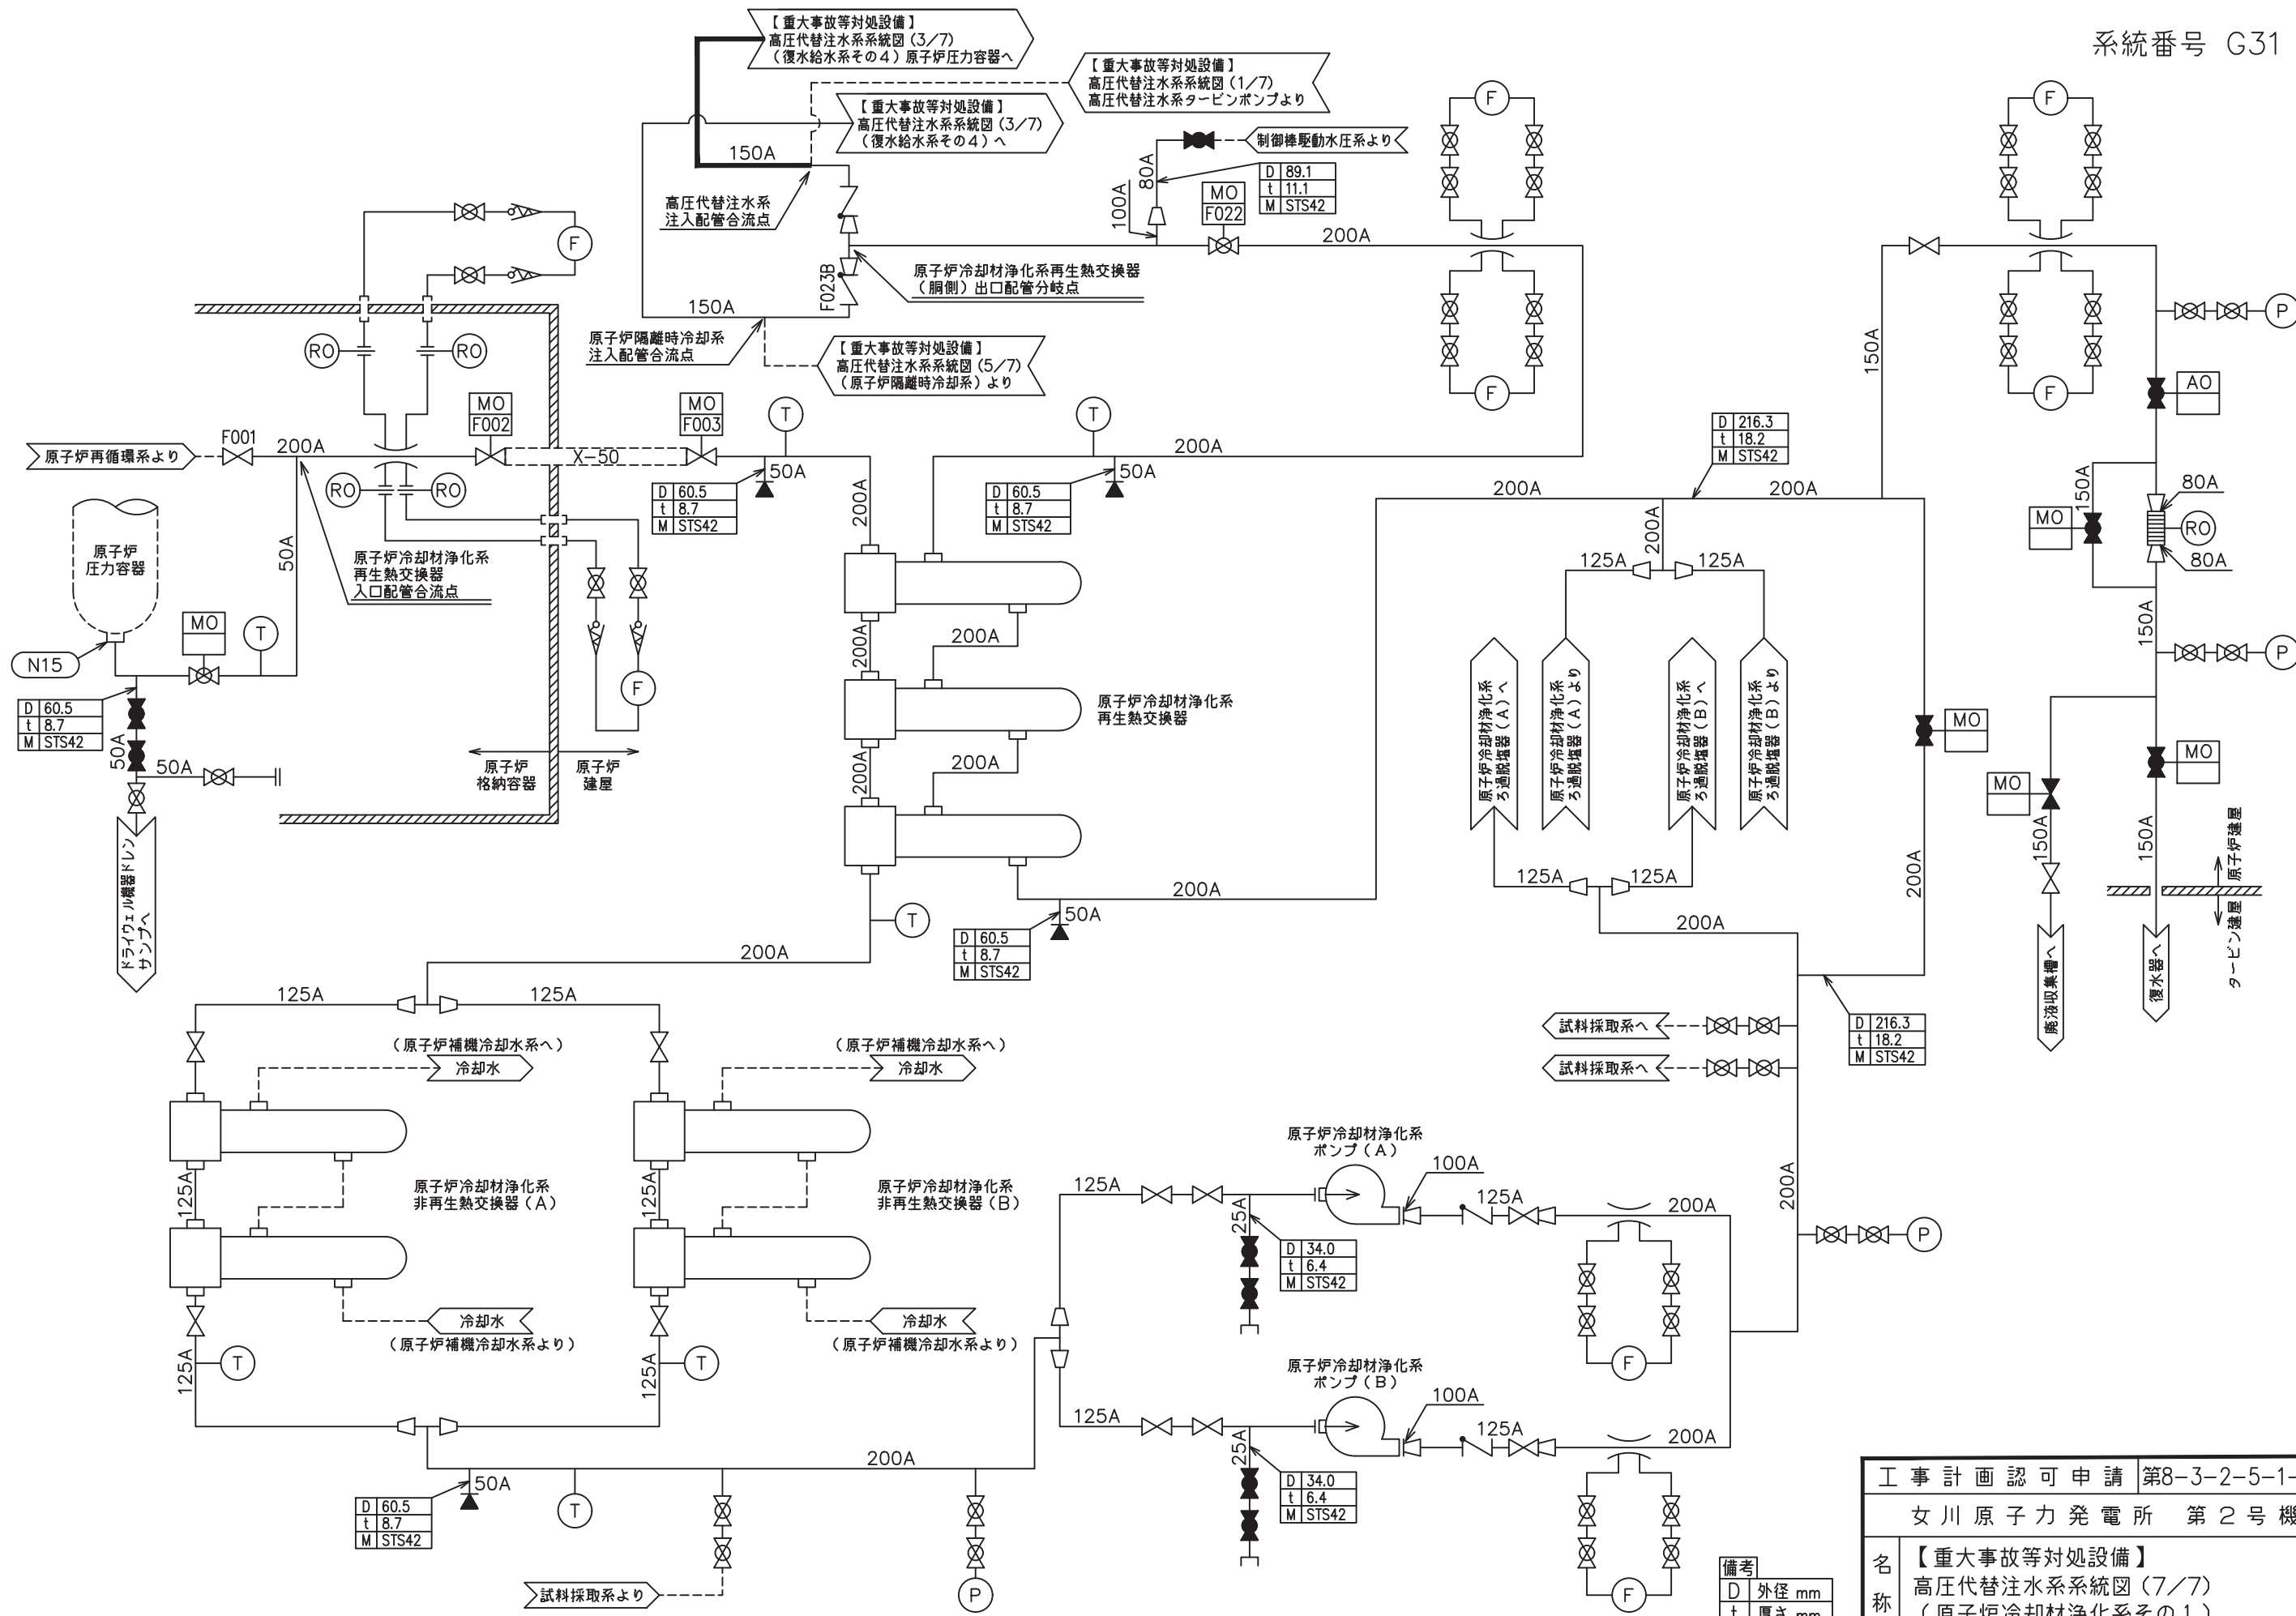 系統番号 G31
【重大事故等対処設備】
高圧代替注水系系統図(3/7)
(復水給水系その4)原子炉圧力容器へ
【重大事故等対処設備】
高圧代替注水系系統図(1/7)
高圧代替注水系タービンポンプより
【重大事故等対処設備】
高圧代替注水系系統図(3/7)
(復水給水系その4)へ
150A
高圧代替注水系
注入配管合流点
制御棒駆動水圧系より
80A
100A
D 89.1
t 11.1
M STS42
MO
F022
200A
F
F
F
F
F
原子炉冷却材浄化系再生熱交換器
(胴側)出口配管分岐点
F023B
150A
原子炉隔離時冷却系
注入配管合流点
【重大事故等対処設備】
高圧代替注水系系統図(5/7)
(原子炉隔離時冷却系)より
RO
RO
RO
RO
MO
F002
MO
F003
T
T
原子炉再循環系より
F001
200A
X-50
50A
D 60.5
t 8.7
M STS42
200A
200A
50A
D 60.5
t 8.7
M STS42
原子炉
圧力容器
50A
原子炉冷却材浄化系
再生熱交換器
入口配管合流点
MO
T
N15
D 60.5
t 8.7
M STS42
50A
50A
ドライウェル機器ドレン
サンプへ
F
原子炉
格納容器
原子炉
建屋
200A
200A
200A
200A
原子炉冷却材浄化系
再生熱交換器
200A
50A
D 60.5
t 8.7
M STS42
T
200A
D 216.3
t 18.2
M STS42
200A
200A
200A
125A
125A
原子炉冷却材浄化系
ろ過脱塩器(A)へ
原子炉冷却材浄化系
ろ過脱塩器(A)より
原子炉冷却材浄化系
ろ過脱塩器(B)へ
原子炉冷却材浄化系
ろ過脱塩器(B)より
125A
125A
200A
MO
200A
150A
P
AO
150A
80A
MO
RO
80A
150A
P
MO
MO
150A
150A
原子炉建屋
タービン建屋
廃液収集槽へ
復水器へ
D 216.3
t 18.2
M STS42
試料採取系へ
試料採取系へ
125A
125A
(原子炉補機冷却水系へ)
冷却水
(原子炉補機冷却水系へ)
冷却水
125A
原子炉冷却材浄化系
非再生熱交換器(A)
125A
原子炉冷却材浄化系
非再生熱交換器(B)
冷却水
(原子炉補機冷却水系より)
冷却水
(原子炉補機冷却水系より)
125A
T
125A
T
200A
50A
D 60.5
t 8.7
M STS42
T
試料採取系より
P
原子炉冷却材浄化系
ポンプ(A)
125A
100A
125A
200A
25A
D 34.0
t 6.4
M STS42
F
200A
P
原子炉冷却材浄化系
ポンプ(B)
125A
100A
125A
200A
25A
D 34.0
t 6.4
M STS42
F
備考
D 外径 mm
t 厚さ mm
工事計画認可申請 第8-3-2-5-1-
女川原子力発電所 第2号機
名称
【重大事故等対処設備】
高圧代替注水系系統図(7/7)
(原子炉冷却材浄化系その1)